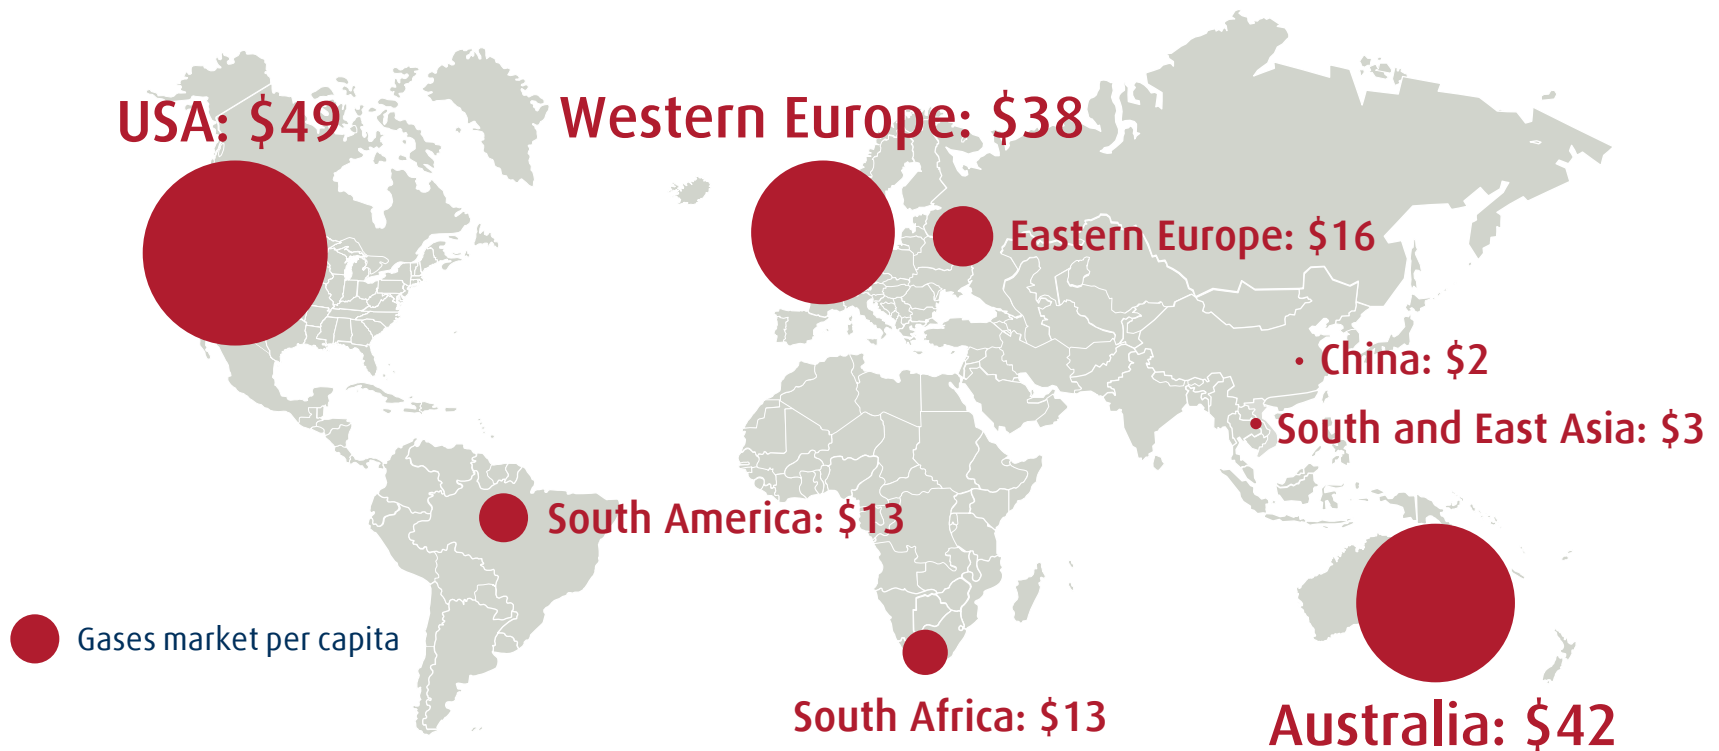 USA: $49
Western Europe: $38
Eastern Europe: $16
China: $2
South and East Asia: $3
South America: $13
Gases market per capita
South Africa: $13
Australia: $42